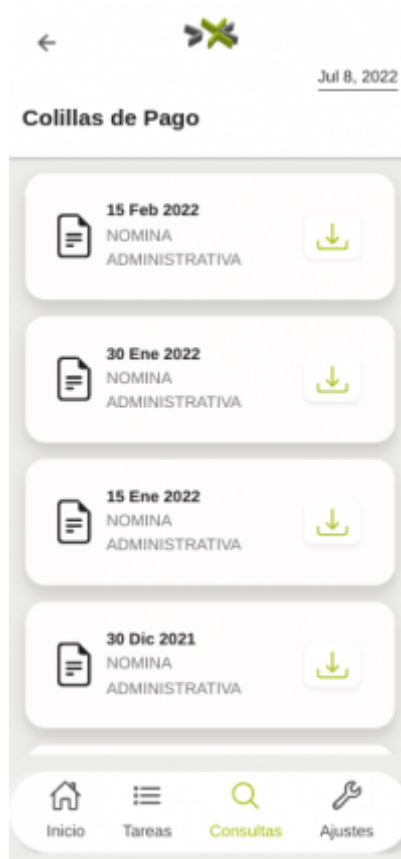 Jul 8, 2022
Colillas de Pago
15 Feb 2022
NOMINA
ADMINISTRATIVA
30 Ene 2022
NOMINA
ADMINISTRATIVA
15 Ene 2022
NOMINA
ADMINISTRATIVA
30 Dic 2021
NOMINA
ADMINISTRATIVA
Inicio Tareas Consultas Ajustes